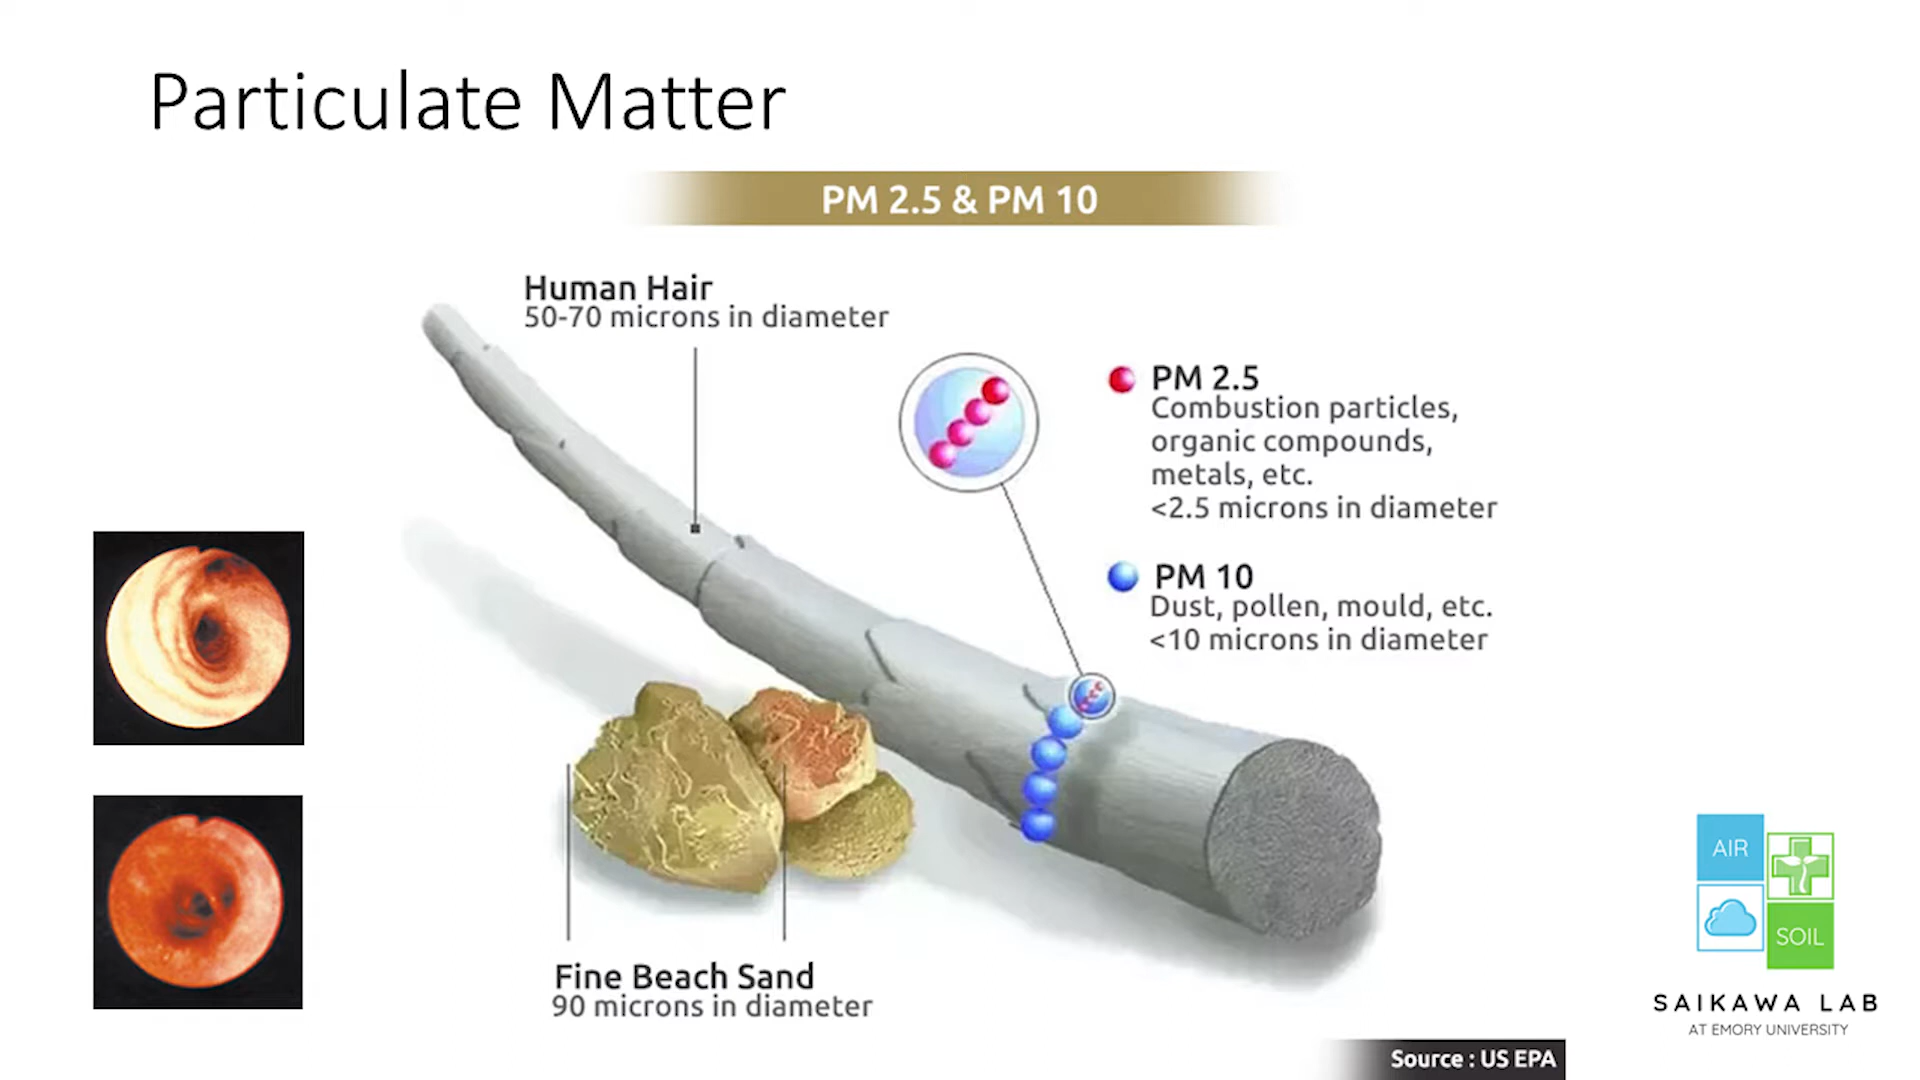 Particulate Matter
PM 2.5 & PM 10
Human Hair
50-70 microns in diameter
PM 2.5
Combustion particles,
organic compounds,
metals, etc.
<2.5 microns in diameter
PM 10
Dust, pollen, mould, etc.
<10 microns in diameter
Fine Beach Sand
90 microns in diameter
AIR
SOIL
SAIKAWA LAB
AT EMORY UNIVERSITY
Source : US EPA